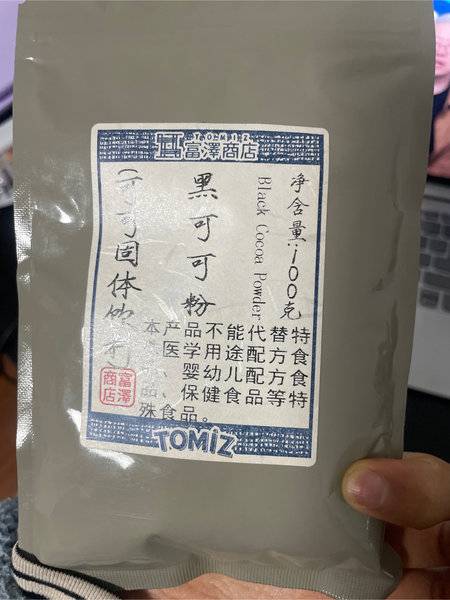 TOMIZ
富澤商店
净含量:100克
Black Cocoa Powder
黑可可粉
(可可固体饮料)
本产品不能代替特
殊医学用途配方食
品、婴幼儿配方食
品、保健食品等特
殊食品。
富澤
商店
TOMIZ